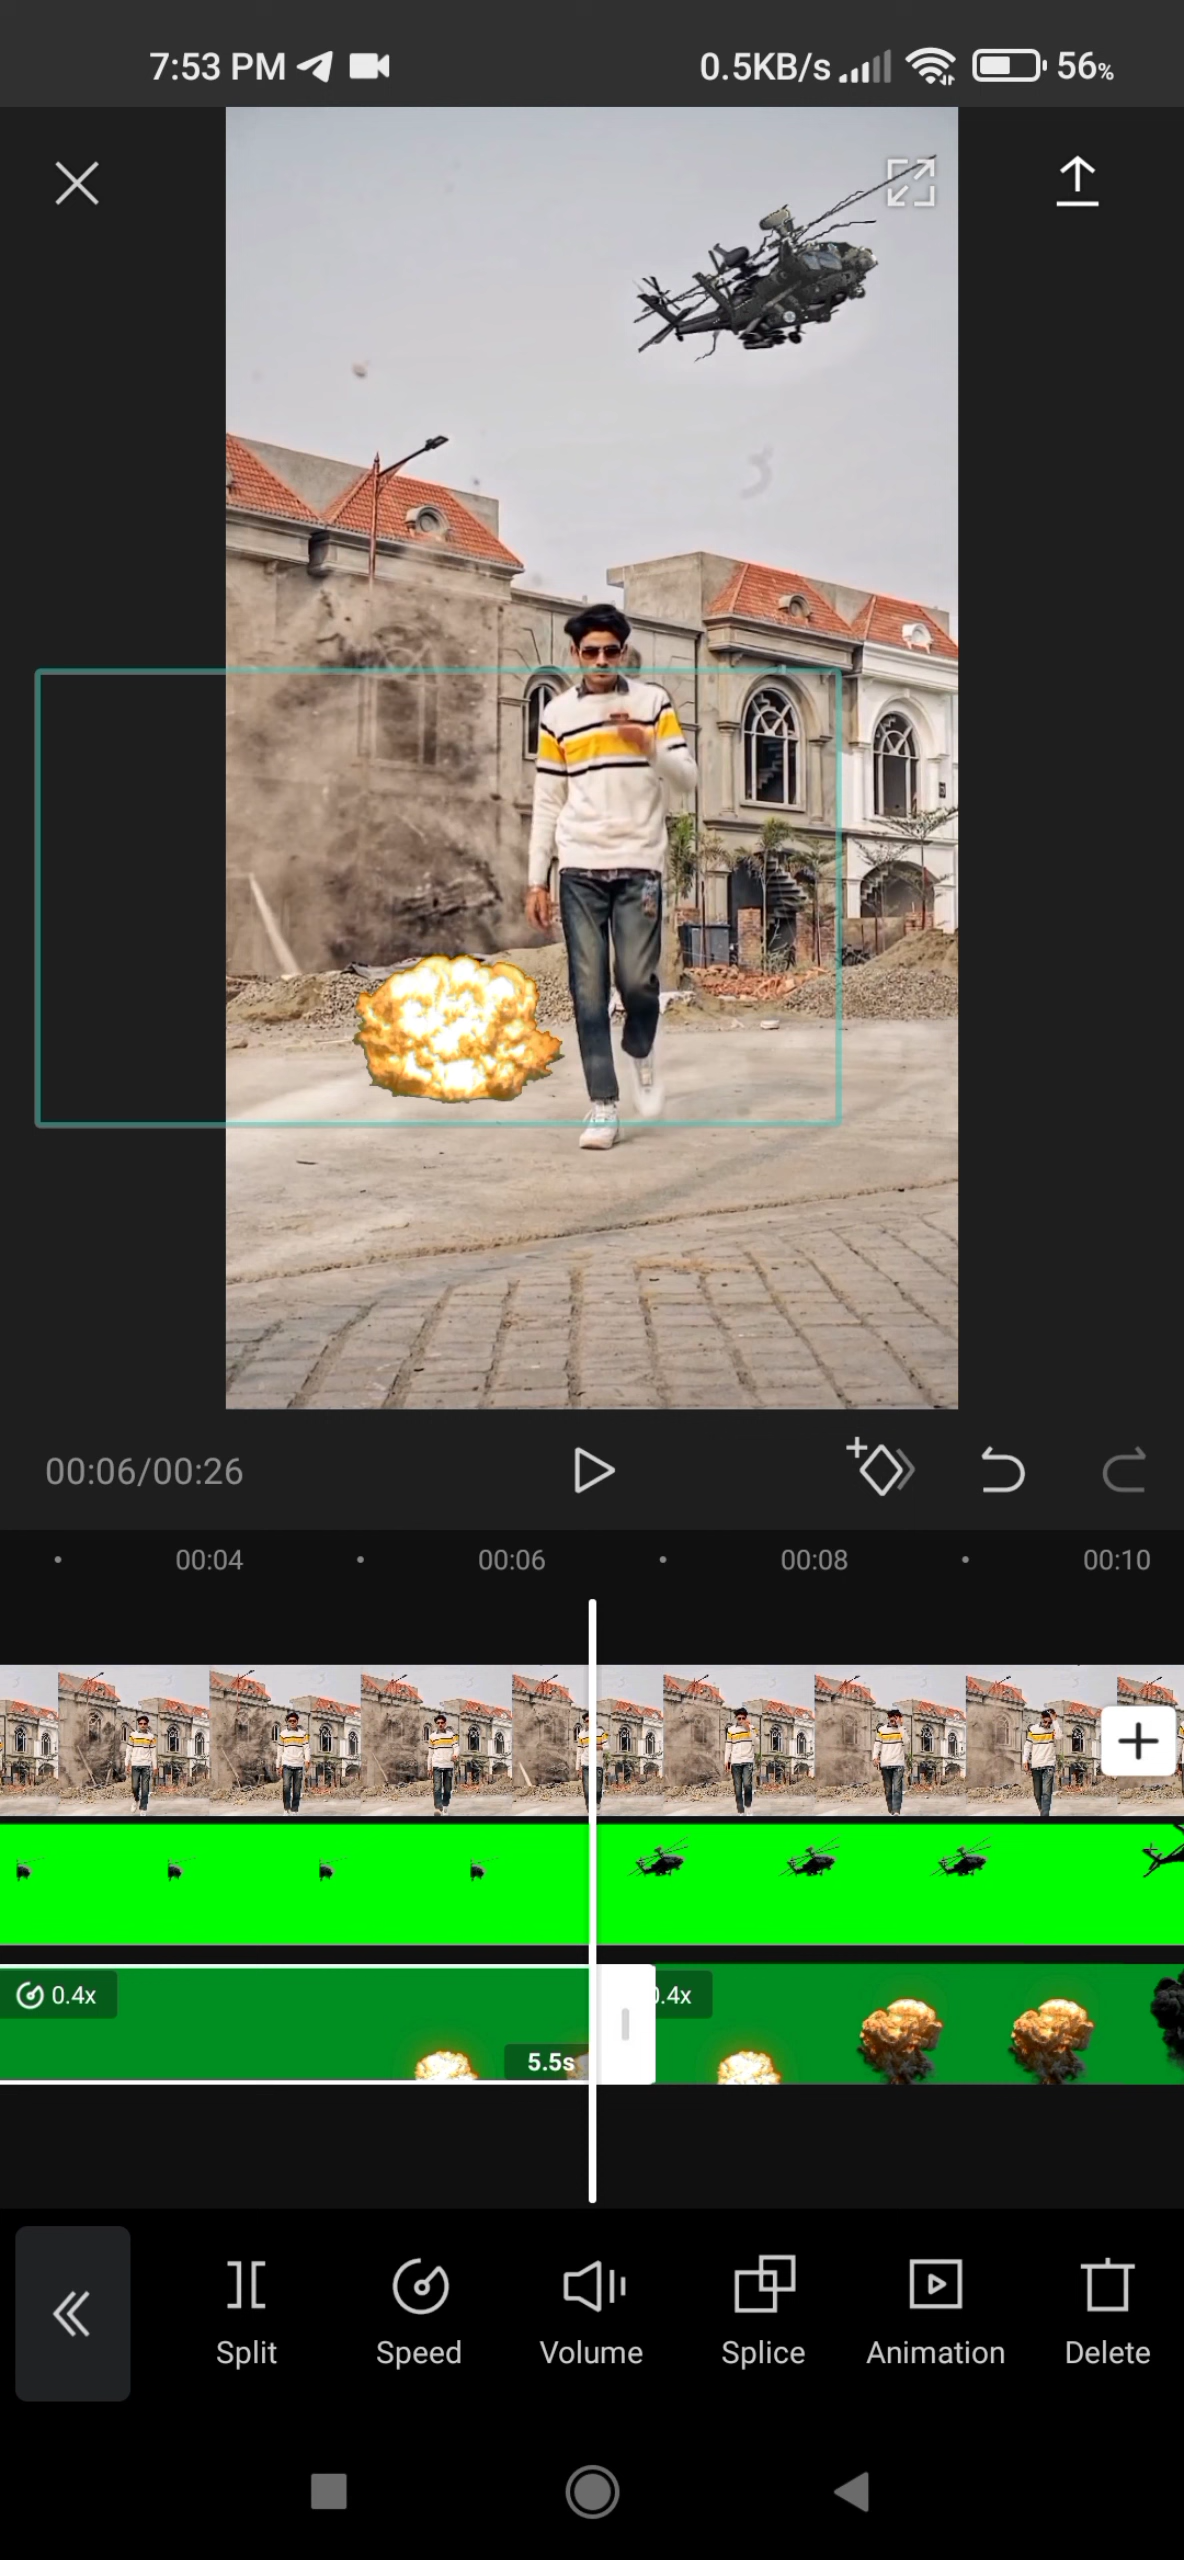 7:53 PM 0.5KB/s 56%
00:06/00:26
00:04 00:06 00:08 00:10
0.4x 0.4x
5.5s
Split Speed Volume Splice Animation Delete